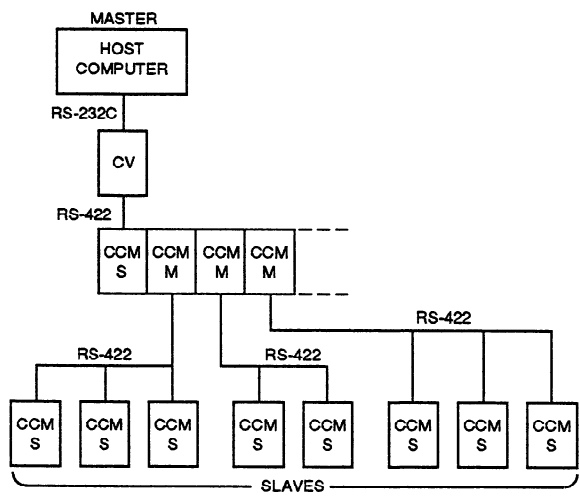 MASTER
HOST
COMPUTER
RS-232C
CV
RS-422
CCM
S
CCM
M
CCM
M
CCM
M
RS-422
RS-422
RS-422
CCM
S
CCM
S
CCM
S
CCM
S
CCM
S
CCM
S
CCM
S
CCM
S
SLAVES